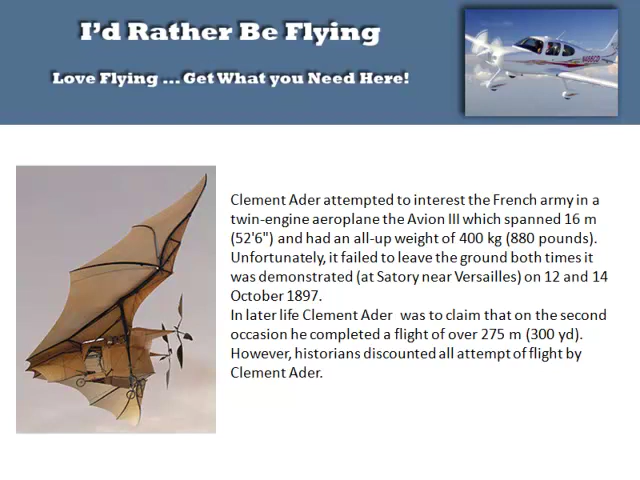 I'd Rather Be Flying
Love Flying ... Get What you Need Here!
Clement Ader attempted to interest the French army in a
twin-engine aeroplane the Avion III which spanned 16 m
(52'6") and had an all-up weight of 400 kg (880 pounds).
Unfortunately, it failed to leave the ground both times it
was demonstrated (at Satory near Versailles) on 12 and 14
October 1897.
In later life Clement Ader was to claim that on the second
occasion he completed a flight of over 275 m (300 yd).
However, historians discounted all attempt of flight by
Clement Ader.